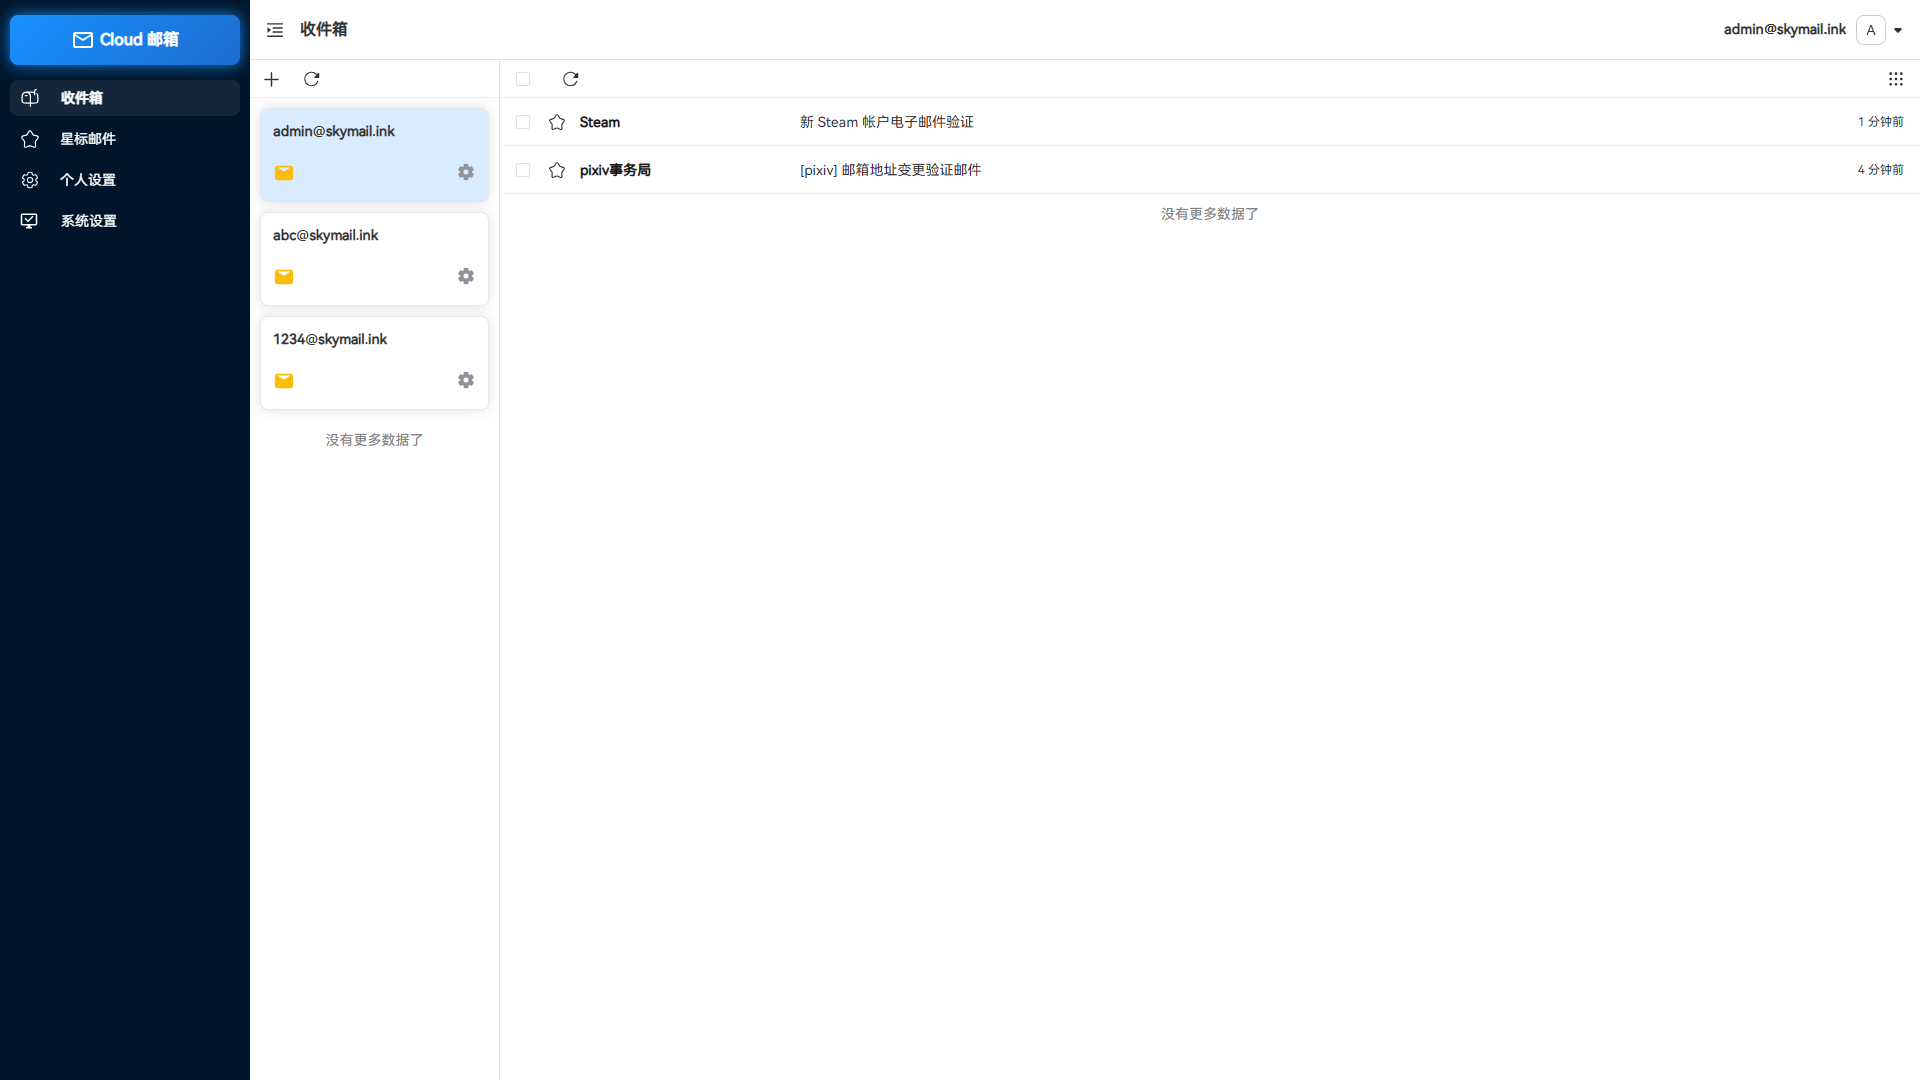 Cloud 邮箱
收件箱
星标邮件
个人设置
系统设置
收件箱
admin@skymail.ink
A
admin@skymail.ink
abc@skymail.ink
1234@skymail.ink
没有更多数据了
Steam 新 Steam 帐户电子邮件验证 1 分钟前
pixiv事务局 [pixiv] 邮箱地址变更验证邮件 4 分钟前
没有更多数据了